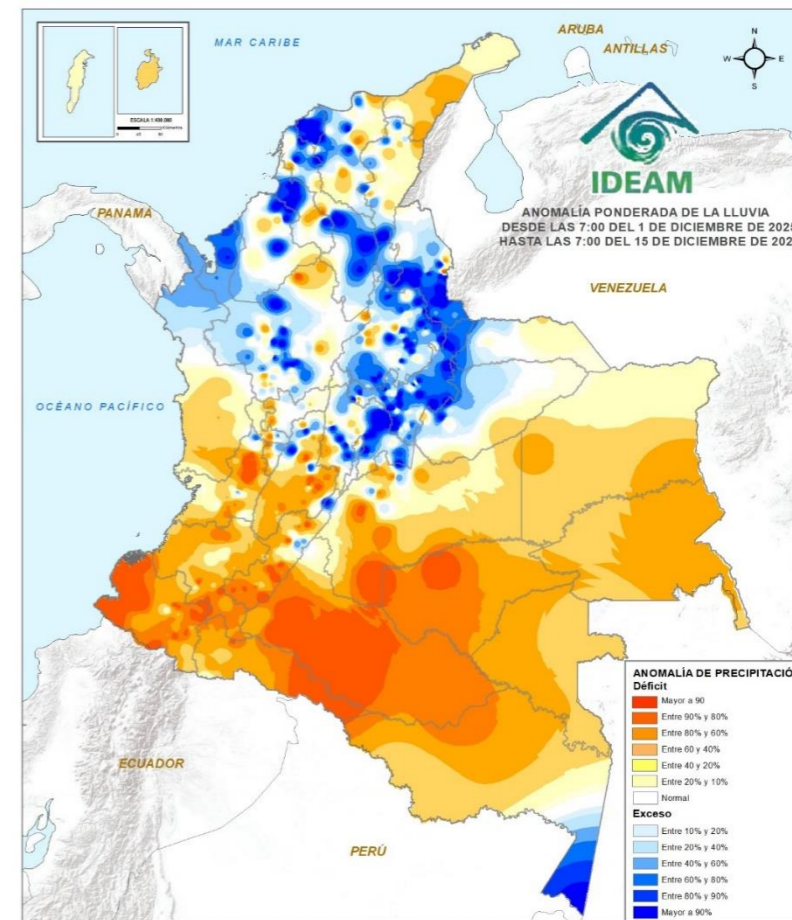 MAR CARIBE
ARUBA
ANTILLAS
N
W
E
S
ESCALA 1:400.000
IDEAM
ANOMALÍA PONDERADA DE LA LLUVIA
DESDE LAS 7:00 DEL 1 DE DICIEMBRE DE 2025
HASTA LAS 7:00 DEL 15 DE DICIEMBRE DE 202
PANAMÁ
VENEZUELA
OCÉANO PACÍFICO
ECUADOR
PERÚ
ANOMALÍA DE PRECIPITACIÓ
Déficit
Mayor a 90
Entre 90% y 80%
Entre 80% y 60%
Entre 60 y 40%
Entre 40 y 20%
Entre 20% y 10%
Normal
Exceso
Entre 10% y 20%
Entre 20% y 40%
Entre 40% y 60%
Entre 60% y 80%
Entre 80% y 90%
Mayor a 90%